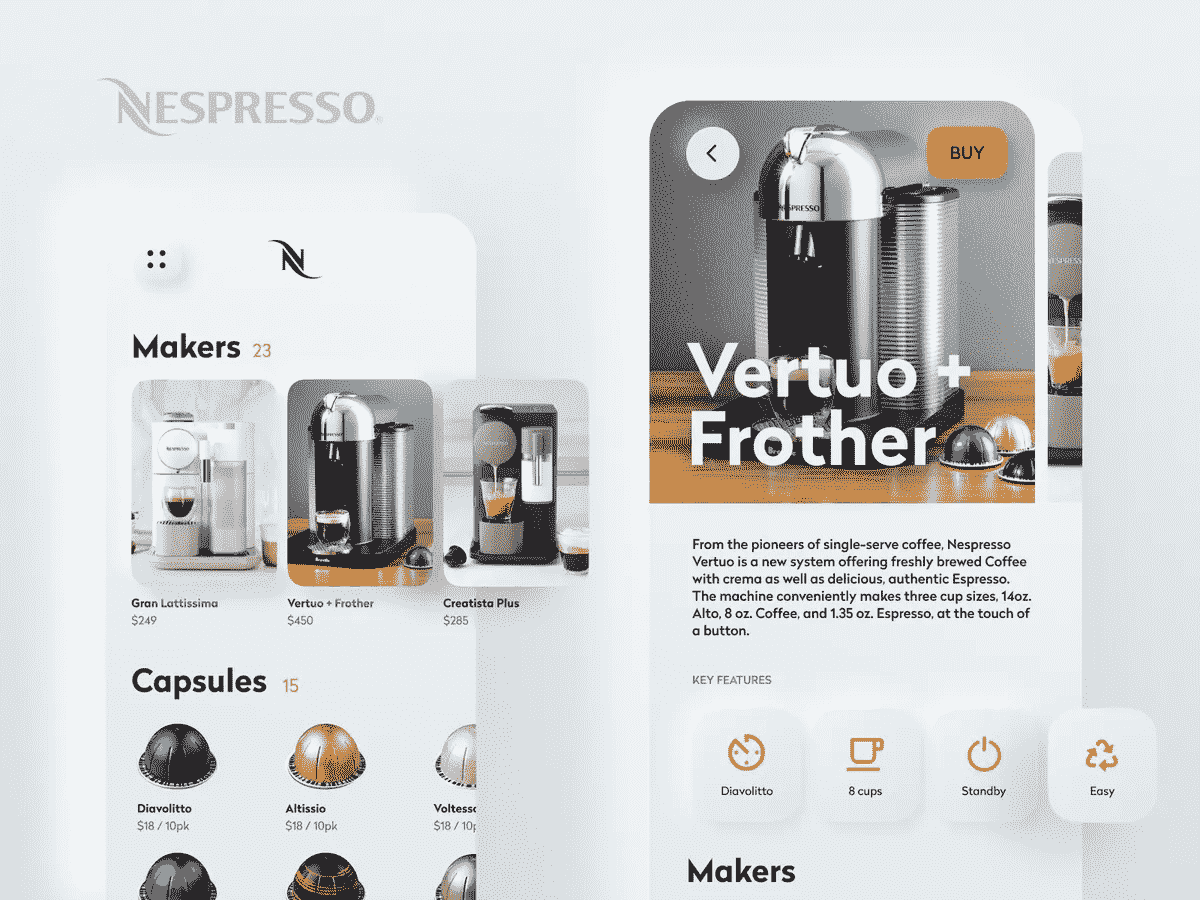 NESPRESSO
N
Makers 23
Gran Lattissima
$249
Vertuo + Frother
$450
Creatista Plus
$285
Capsules 15
Diavolitto
$18 / 10pk
Altissio
$18 / 10pk
Voltesso
$18 / 10p
BUY
NESPRESSO
Vertuo +
Frother
From the pioneers of single-serve coffee, Nespresso
Vertuo is a new system offering freshly brewed Coffee
with crema as well as delicious, authentic Espresso.
The machine conveniently makes three cup sizes, 14oz.
Alto, 8 oz. Coffee, and 1.35 oz. Espresso, at the touch of
a button.
KEY FEATURES
Diavolitto
8 cups
Standby
Easy
Makers